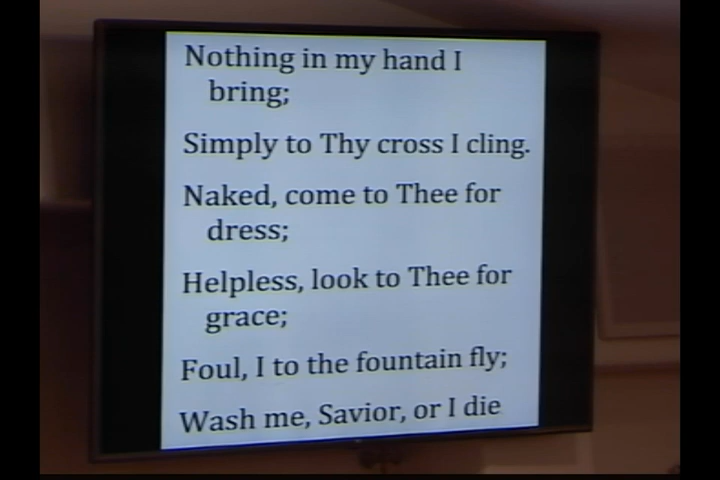 Nothing in my hand I
bring;
Simply to Thy cross I cling.
Naked, come to Thee for
dress;
Helpless, look to Thee for
grace;
Foul, I to the fountain fly;
Wash me, Savior, or I die